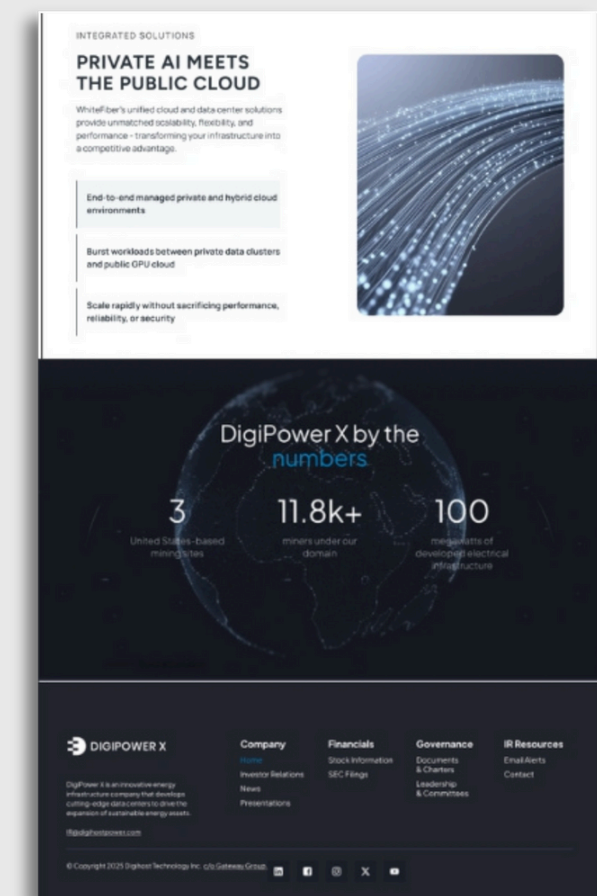 INTEGRATED SOLUTIONS
PRIVATE AI MEETS
THE PUBLIC CLOUD
WhiteFiber's unified cloud and data center solutions
provide unmatched scalability, flexibility, and
performance - transforming your infrastructure into
a competitive advantage.
End-to-end managed private and hybrid cloud
environments
Burst workloads between private data clusters
and public GPU cloud
Scale rapidly without sacrificing performance,
reliability, or security
DigiPower X by the
numbers
3
United States-based
mining sites
11.8k+
miners under our
domain
100
megawatts of
developed electrical
infrastructure
DIGIPOWER X
DigiPower X is an innovative energy
infrastructure company that develops
cutting-edge data centers to drive the
expansion of sustainable energy assets.
IR@digihostpower.com
Company
Home
Investor Relations
News
Presentations
Financials
Stock Information
SEC Filings
Governance
Documents
& Charters
Leadership
& Committees
IR Resources
Email Alerts
Contact
© Copyright 2025 Digihost Technology Inc. c/o Gateway Group